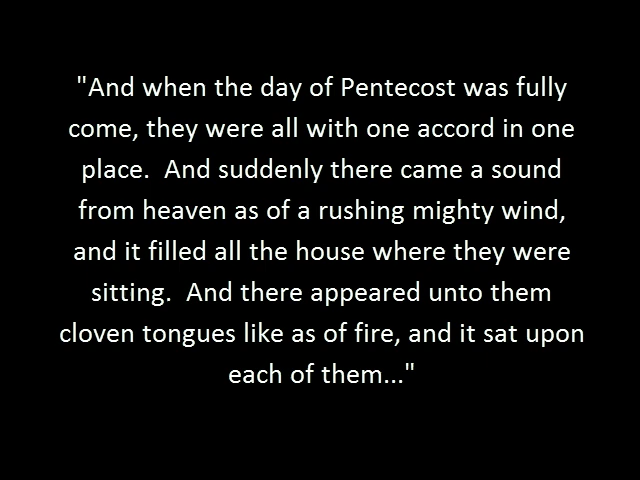 "And when the day of Pentecost was fully
come, they were all with one accord in one
place.  And suddenly there came a sound
from heaven as of a rushing mighty wind,
and it filled all the house where they were
sitting.  And there appeared unto them
cloven tongues like as of fire, and it sat upon
each of them..."